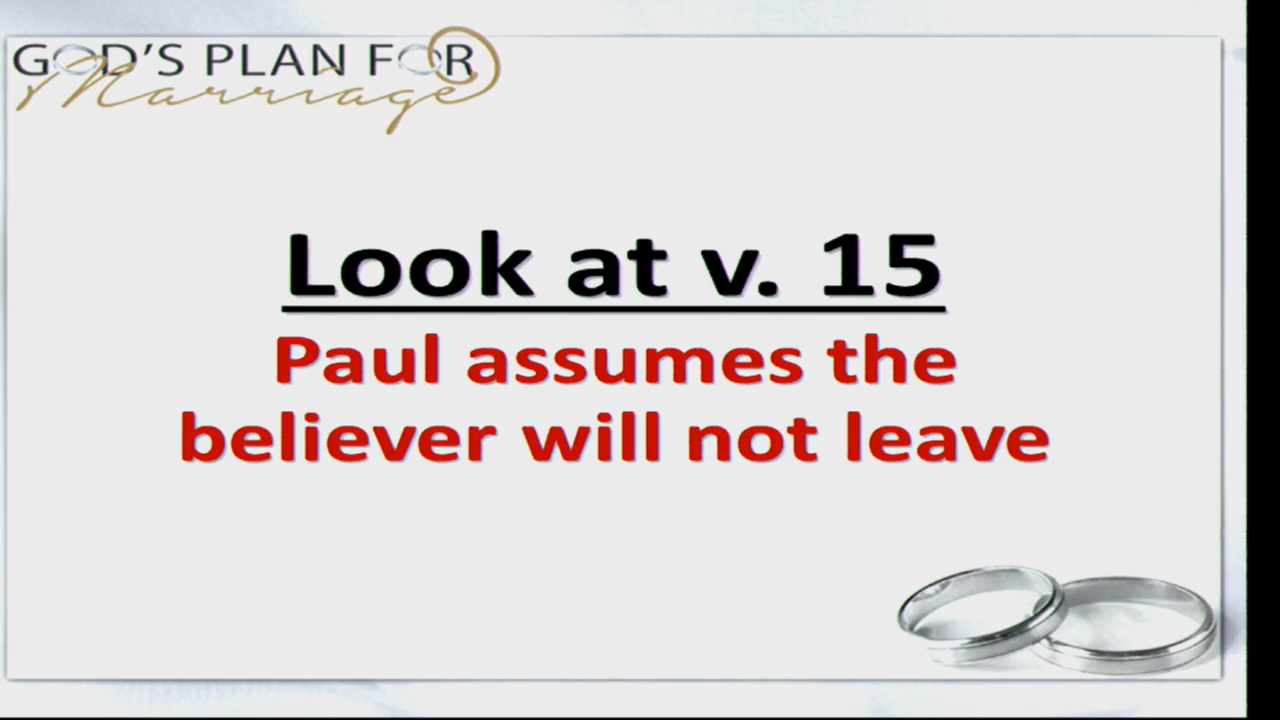 GOD'S PLAN FOR
Marriage
Look at v. 15
Paul assumes the
believer will not leave